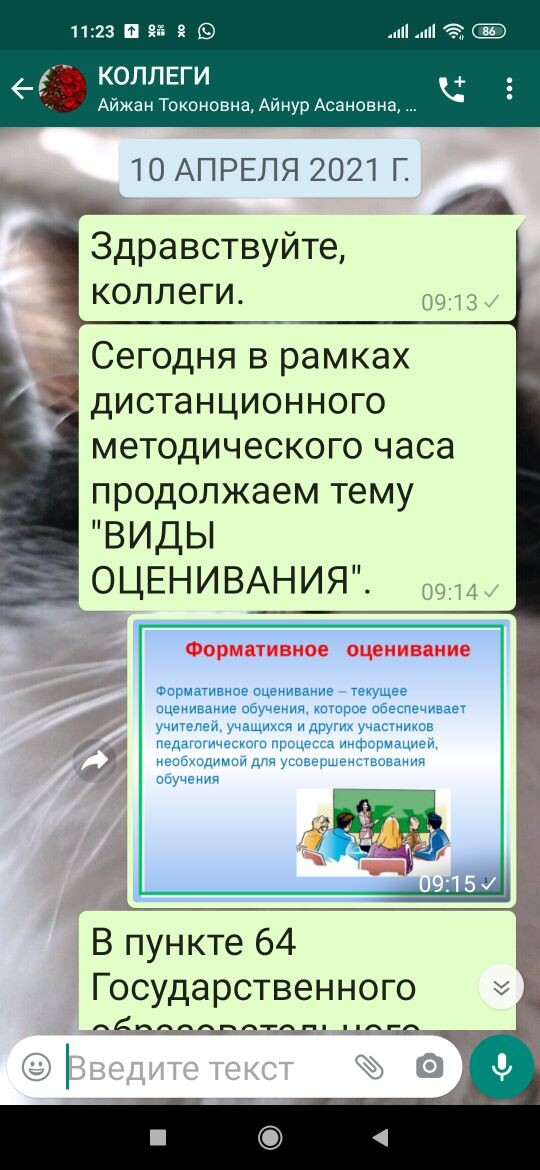 11:23
86
КОЛЛЕГИ
Айжан Токоновна, Айнур Асановна, ...
10 АПРЕЛЯ 2021 Г.
Здравствуйте,
коллеги.
09:13
Сегодня в рамках
дистанционного
методического часа
продолжаем тему
"ВИДЫ
ОЦЕНИВАНИЯ".
09:14
Формативное оценивание
Формативное оценивание – текущее
оценивание обучения, которое обеспечивает
учителей, учащихся и других участников
педагогического процесса информацией,
необходимой для усовершенствования
обучения
09:15
В пункте 64
Государственного
образовательного
Введите текст